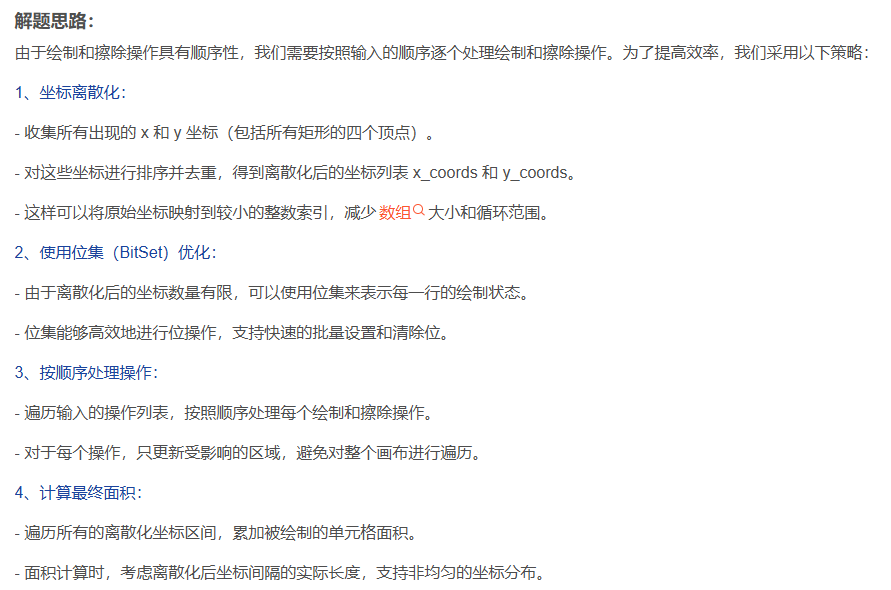 解题思路：
由于绘制和擦除操作具有顺序性，我们需要按照输入的顺序逐个处理绘制和擦除操作。为了提高效率，我们采用以下策略：
1、坐标离散化：
- 收集所有出现的 x 和 y 坐标（包括所有矩形的四个顶点）。
- 对这些坐标进行排序并去重，得到离散化后的坐标列表 x_coords 和 y_coords。
- 这样可以将原始坐标映射到较小的整数索引，减少数组大小和循环范围。
2、使用位集（BitSet）优化：
- 由于离散化后的坐标数量有限，可以使用位集来表示每一行的绘制状态。
- 位集能够高效地进行位操作，支持快速的批量设置和清除位。
3、按顺序处理操作：
- 遍历输入的操作列表，按照顺序处理每个绘制和擦除操作。
- 对于每个操作，只更新受影响的区域，避免对整个画布进行遍历。
4、计算最终面积：
- 遍历所有的离散化坐标区间，累加被绘制的单元格面积。
- 面积计算时，考虑离散化后坐标间隔的实际长度，支持非均匀的坐标分布。